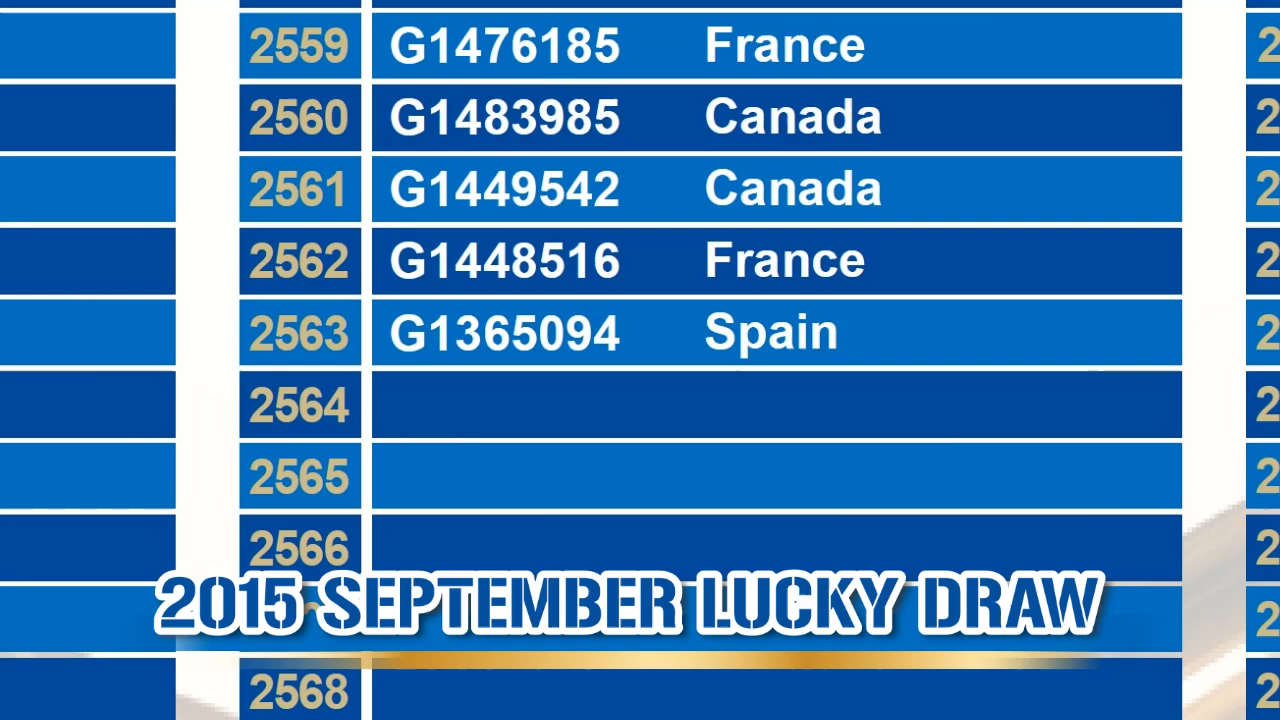 2559 G1476185 France
2560 G1483985 Canada
2561 G1449542 Canada
2562 G1448516 France
2563 G1365094 Spain
2564
2565
2566
2015 SEPTEMBER LUCKY DRAW
2568